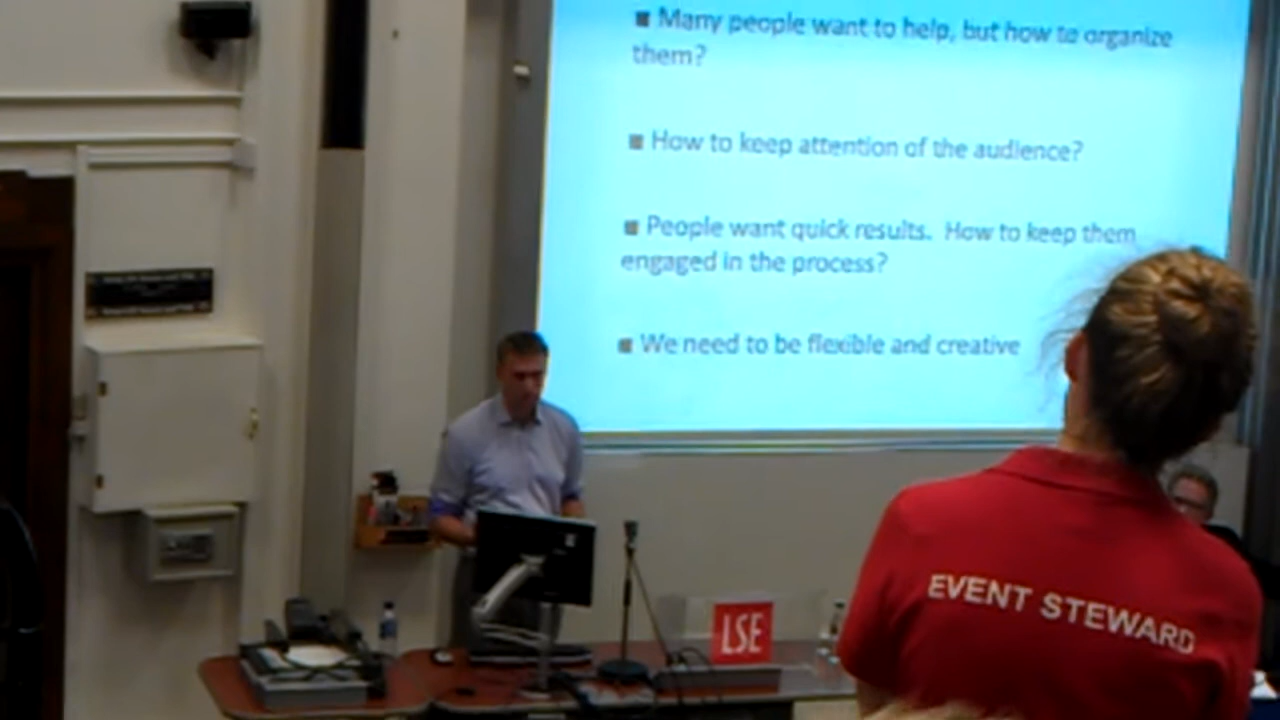 Many people want to help, but how to organize
them?
How to keep attention of the audience?
People want quick results. How to keep them
engaged in the process?
We need to be flexible and creative
EVENT STEWARD
LSE